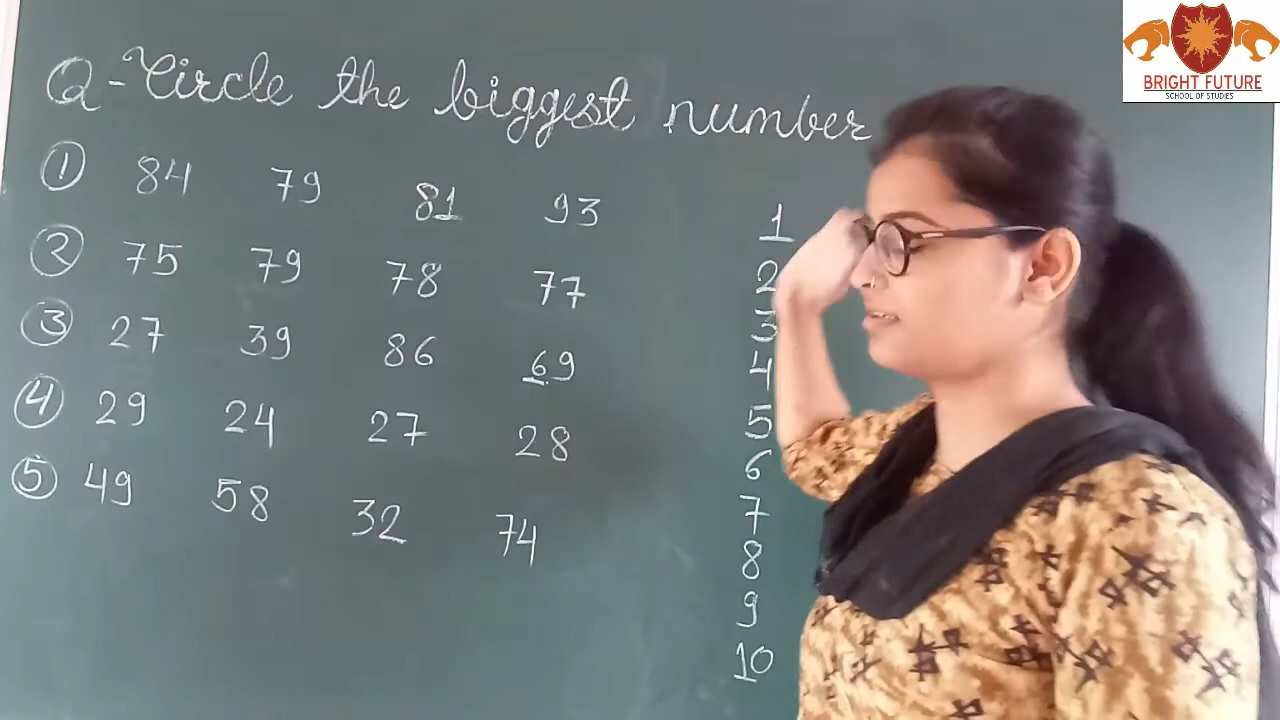 Q - Circle the biggest number
① 84 79 81 93
② 75 79 78 77
③ 27 39 86 69
④ 29 24 27 28
⑤ 49 58 32 74
1
2
3
4
5
6
7
8
9
10
BRIGHT FUTURE
SCHOOL OF STUDIES